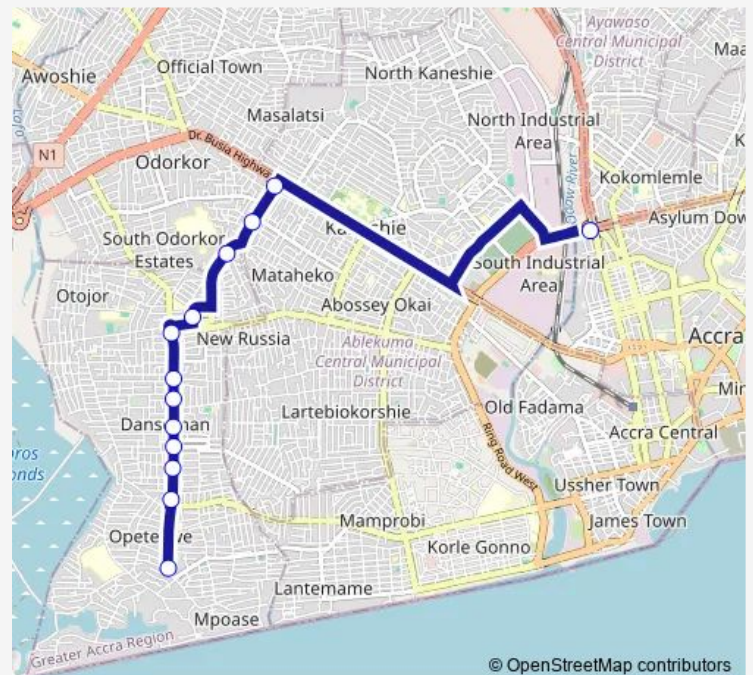 Ayawaso
Central Municipal
District
Awoshie
Official Town
North Kaneshie
Masalatsi
North Industrial
Area
N1
Dr. Busia Highwa
Odorkor
Odaw River
Kokomlemle
Asylum Dow
South Odorkor
Estates
Mataheko
South Industrial
Area
Otojor
Abossey Okai
New Russia
Ablekuma
Central Municipal
District
Accra
Lartebiokorshie
Old Fadama
Accra Central
Ring Road West
Ussher Town
James Town
Mamprobi
Korle Gonno
Lantemame
Mpoase
Greater Accra Region
© OpenStreetMap contributors